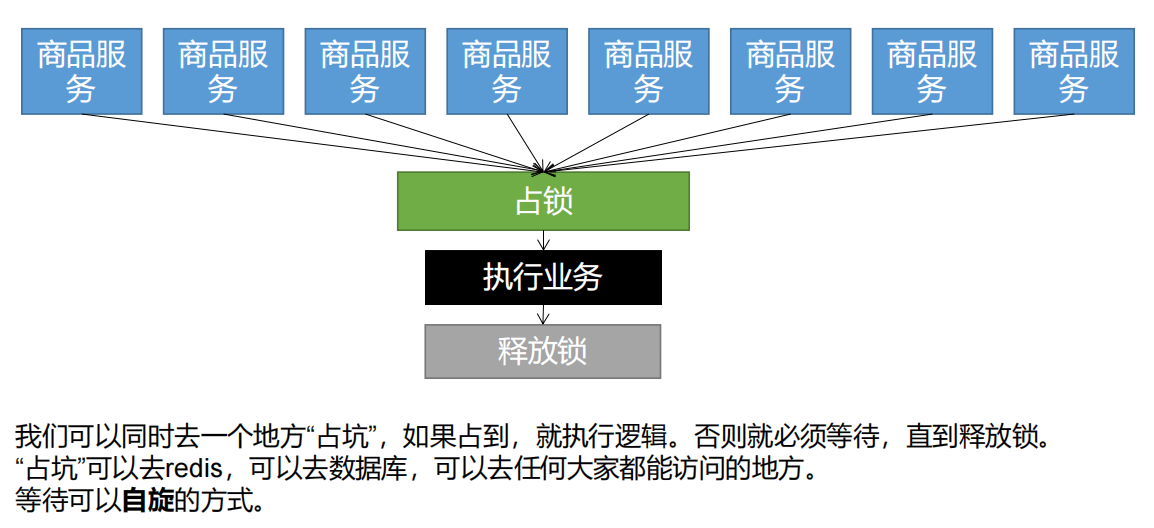 商品服
务
商品服
务
商品服
务
商品服
务
商品服
务
商品服
务
商品服
务
商品服
务
占锁
执行业务
释放锁
我们可以同时去一个地方“占坑”，如果占到，就执行逻辑。否则就必须等待，直到释放锁。
“占坑”可以去redis，可以去数据库，可以去任何大家都能访问的地方。
等待可以自旋的方式。